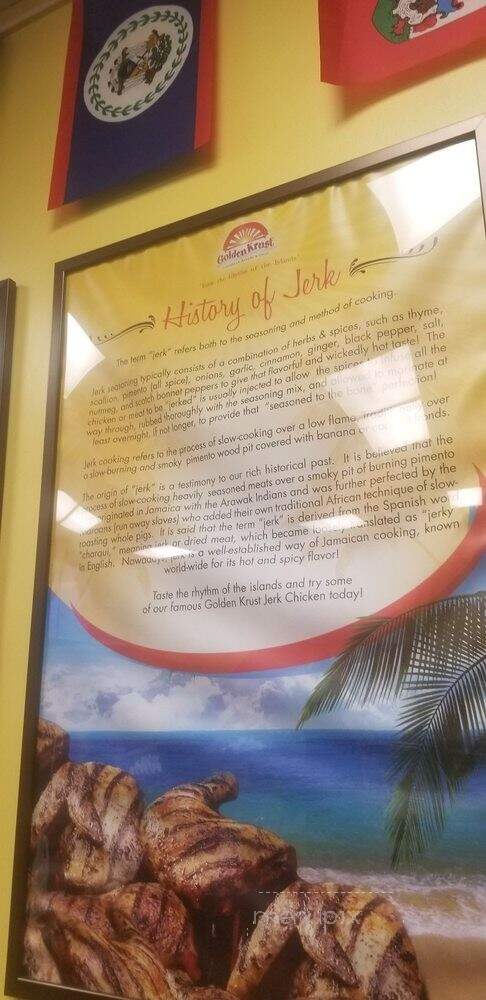 Golden Krust
"Taste the Rhythm of the Islands"
History of Jerk
The term "jerk" refers both to the seasoning and method of cooking.
Jerk seasoning typically consists of a combination of herbs & spices, such as thyme,
scallion, pimento (all spice), onions, garlic, cinnamon, ginger, black pepper, salt,
nutmeg, and scotch bonnet peppers to give that flavorful and wickedly hot taste! The
chicken or meat to be "jerked" is usually injected to allow the spice to infuse all the
way through, rubbed thoroughly with the seasoning mix, and allowed to marinate at
least overnight, if not longer, to provide that "seasoned to the bone" perfection!
Jerk cooking refers to the process of slow-cooking over a low flame, traditionally over
a slow-burning and smoky pimento wood pit covered with banana or fronds.
The origin of "jerk" is a testimony to our rich historical past. It is believed that the
process of slow-cooking heavily seasoned meats over a smoky pit of burning pimento
originated in Jamaica with the Arawak Indians and was further perfected by the
Maroons (run away slaves) who added their own traditional African technique of slow-
roasting whole pigs. It is said that the term "jerk" is derived from the Spanish word
"charqui," meaning jerk or dried meat, which became translated as "jerky
in English. Nowadays, jerk is a well-established way of Jamaican cooking, known
world-wide for its hot and spicy flavor!
Taste the rhythm of the islands and try some
of our famous Golden Krust Jerk Chicken today!